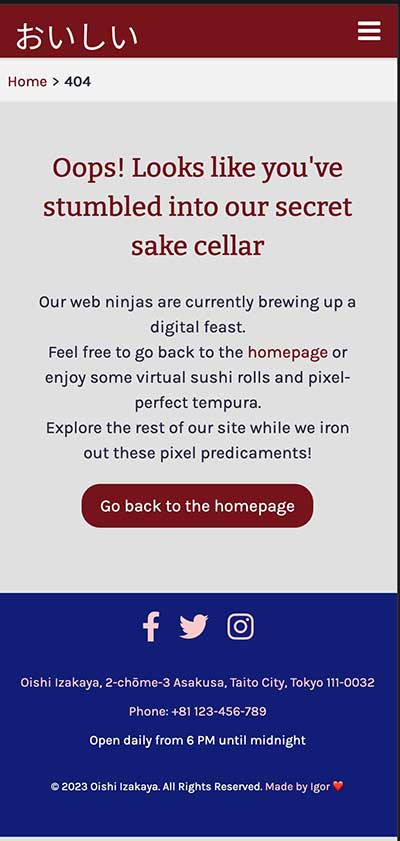 おいしい
Home > 404
Oops! Looks like you've
stumbled into our secret
sake cellar
Our web ninjas are currently brewing up a
digital feast.
Feel free to go back to the homepage or
enjoy some virtual sushi rolls and pixel-
perfect tempura.
Explore the rest of our site while we iron
out these pixel predicaments!
Go back to the homepage
Oishi Izakaya, 2-chōme-3 Asakusa, Taito City, Tokyo 111-0032
Phone: +81 123-456-789
Open daily from 6 PM until midnight
© 2023 Oishi Izakaya. All Rights Reserved. Made by Igor ❤️